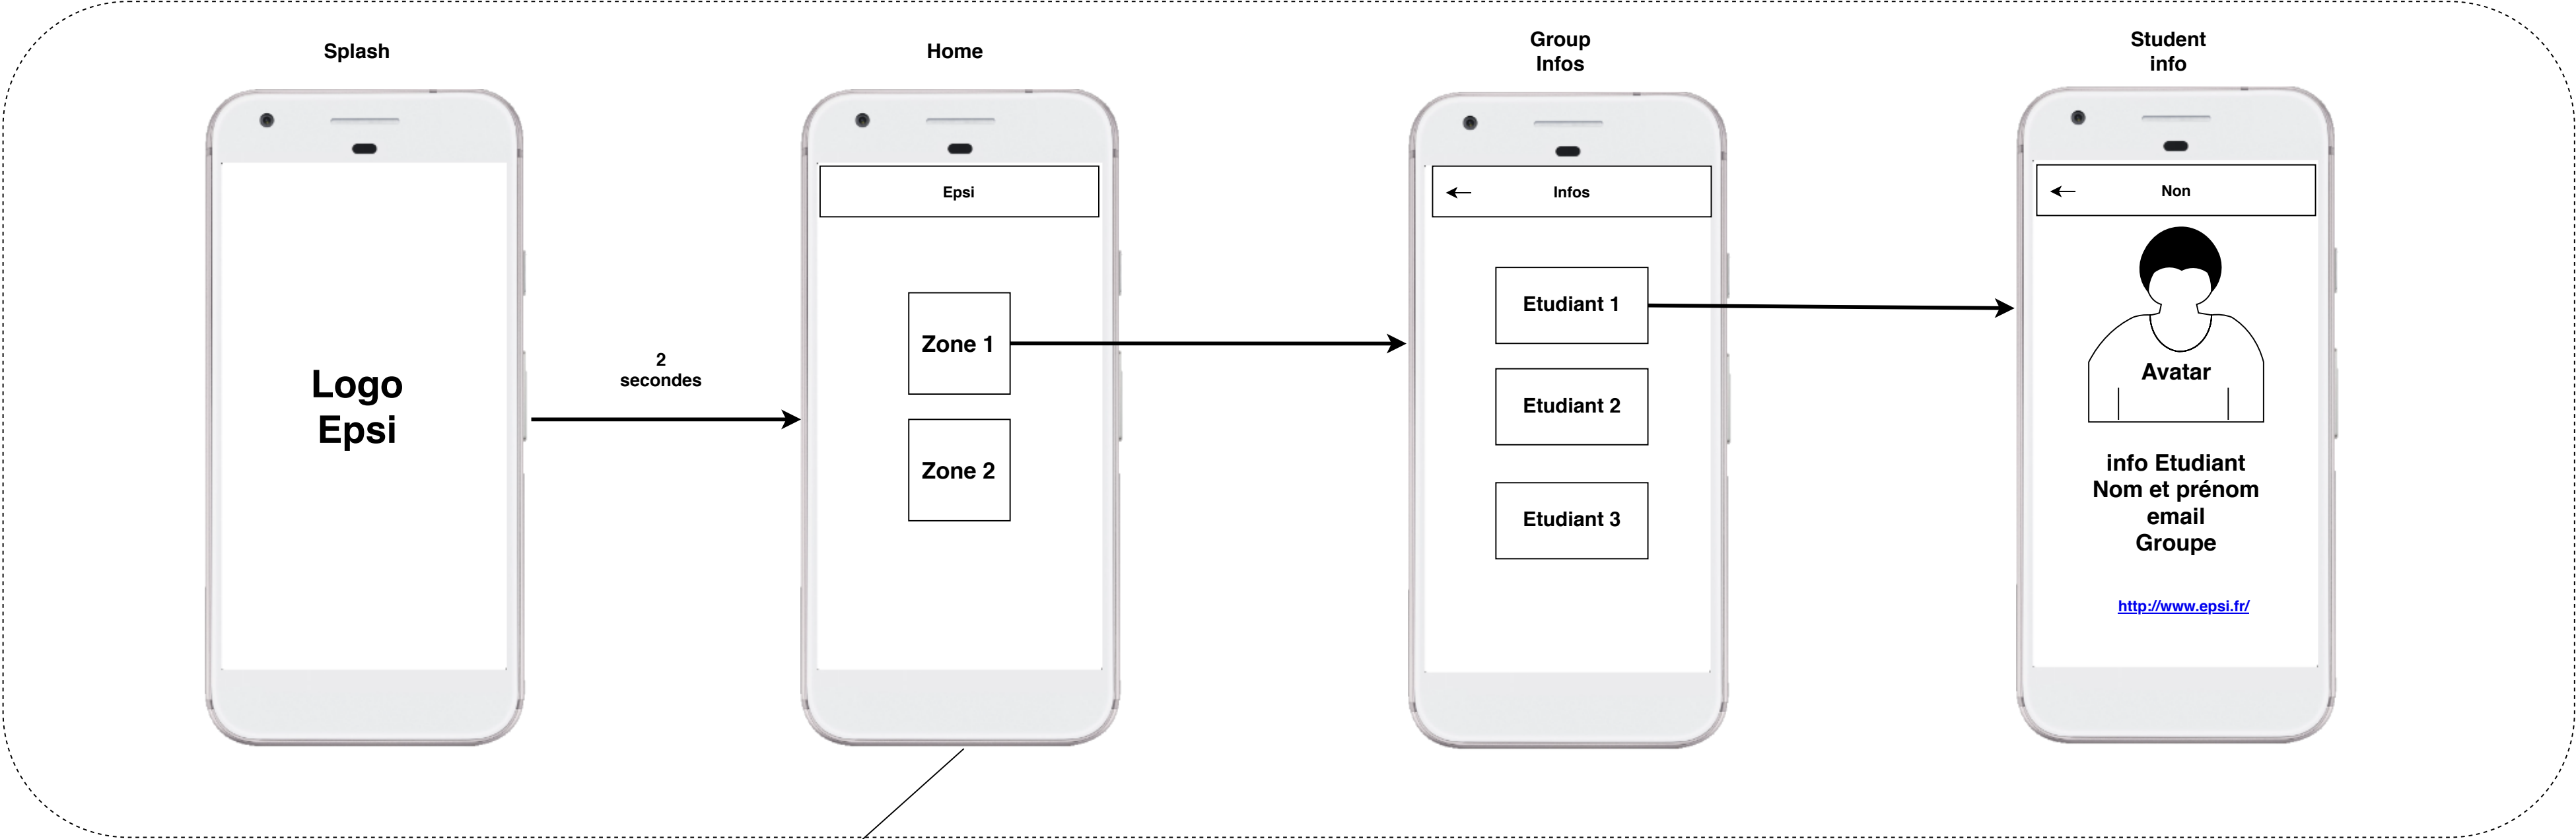 Splash
Logo
Epsi
2
secondes
Home
Epsi
Zone 1
Zone 2
Group
Infos
Infos
Etudiant 1
Etudiant 2
Etudiant 3
Student
info
Non
Avatar
info Etudiant
Nom et prénom
email
Groupe
http://www.epsi.fr/